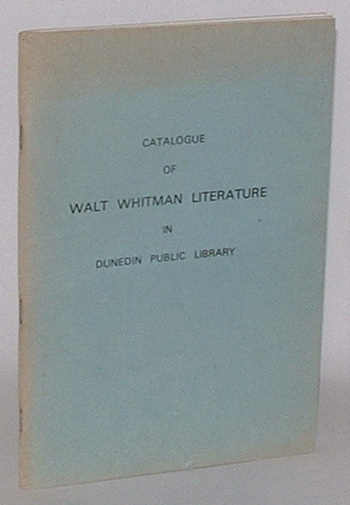 CATALOGUE
OF
WALT WHITMAN LITERATURE
IN
DUNEDIN PUBLIC LIBRARY